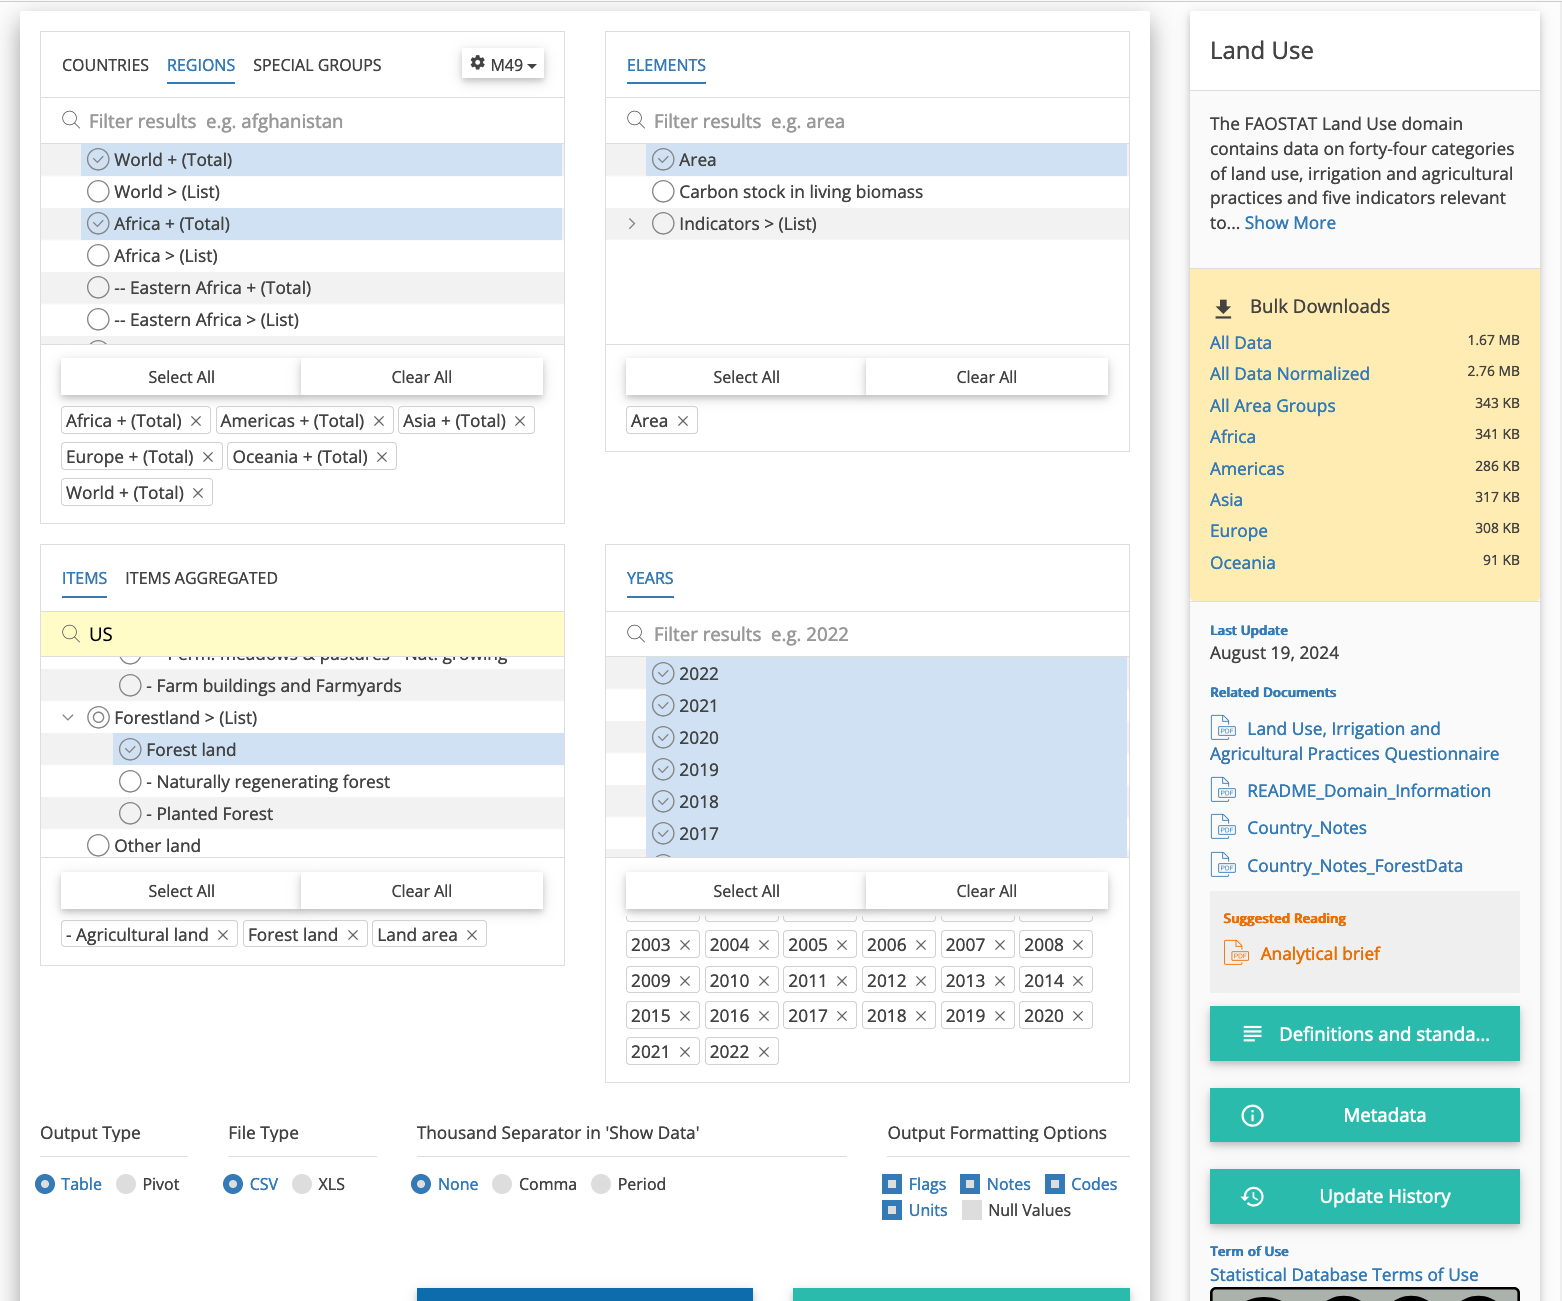 COUNTRIES REGIONS SPECIAL GROUPS M49
Filter results e.g. afghanistan
World + (Total)
World > (List)
Africa + (Total)
Africa > (List)
-- Eastern Africa + (Total)
-- Eastern Africa > (List)
Select All Clear All
Africa + (Total) × Americas + (Total) × Asia + (Total) ×
Europe + (Total) × Oceania + (Total) ×
World + (Total) ×
ELEMENTS
Filter results e.g. area
Area
Carbon stock in living biomass
Indicators > (List)
Select All Clear All
Area ×
ITEMS ITEMS AGGREGATED
US
-- Perm. meadows & pastures - Nat. growing
- Farm buildings and Farmyards
Forestland > (List)
Forest land
- Naturally regenerating forest
- Planted Forest
Other land
Select All Clear All
- Agricultural land × Forest land × Land area ×
YEARS
Filter results e.g. 2022
2022
2021
2020
2019
2018
2017
Select All Clear All
2003 × 2004 × 2005 × 2006 × 2007 × 2008 ×
2009 × 2010 × 2011 × 2012 × 2013 × 2014 ×
2015 × 2016 × 2017 × 2018 × 2019 × 2020 ×
2021 × 2022 ×
Output Type
Table Pivot
File Type
CSV XLS
Thousand Separator in 'Show Data'
None Comma Period
Output Formatting Options
Flags Notes Codes
Units Null Values
Land Use
The FAOSTAT Land Use domain
contains data on forty-four categories
of land use, irrigation and agricultural
practices and five indicators relevant
to... Show More
Bulk Downloads
All Data 1.67 MB
All Data Normalized 2.76 MB
All Area Groups 343 KB
Africa 341 KB
Americas 286 KB
Asia 317 KB
Europe 308 KB
Oceania 91 KB
Last Update
August 19, 2024
Related Documents
PDF Land Use, Irrigation and
Agricultural Practices Questionnaire
PDF README_Domain_Information
PDF Country_Notes
PDF Country_Notes_ForestData
Suggested Reading
PDF Analytical brief
Definitions and standa...
Metadata
Update History
Term of Use
Statistical Database Terms of Use